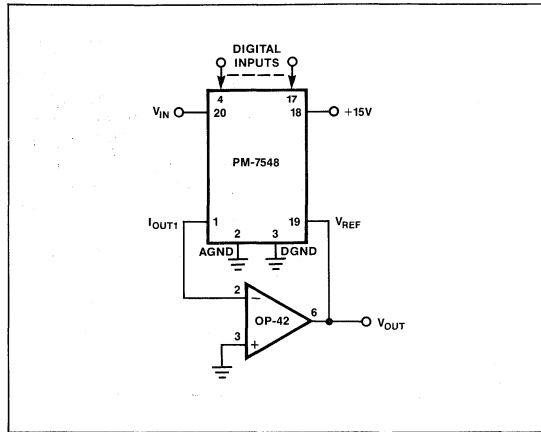 DIGITAL
INPUTS
4 17
V_IN 20 18 +15V
PM-7548
I_OUT1 1 19 V_REF
2 3
AGND DGND
2 −
OP-42 6 V_OUT
3 +